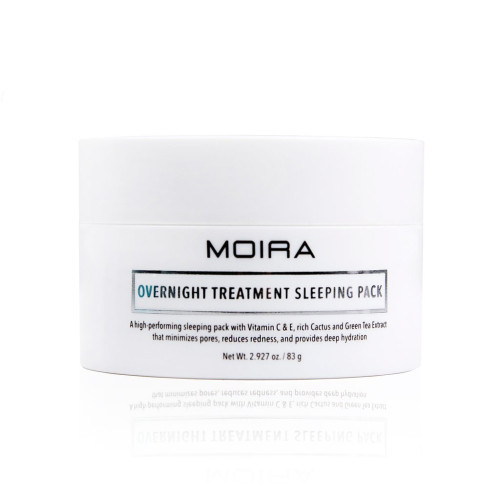 MOIRA
OVERNIGHT TREATMENT SLEEPING PACK
A high-performing sleeping pack with Vitamin C & E, rich Cactus and Green Tea Extract
that minimizes pores, reduces redness, and provides deep hydration
Net Wt. 2.927 oz. / 83 g